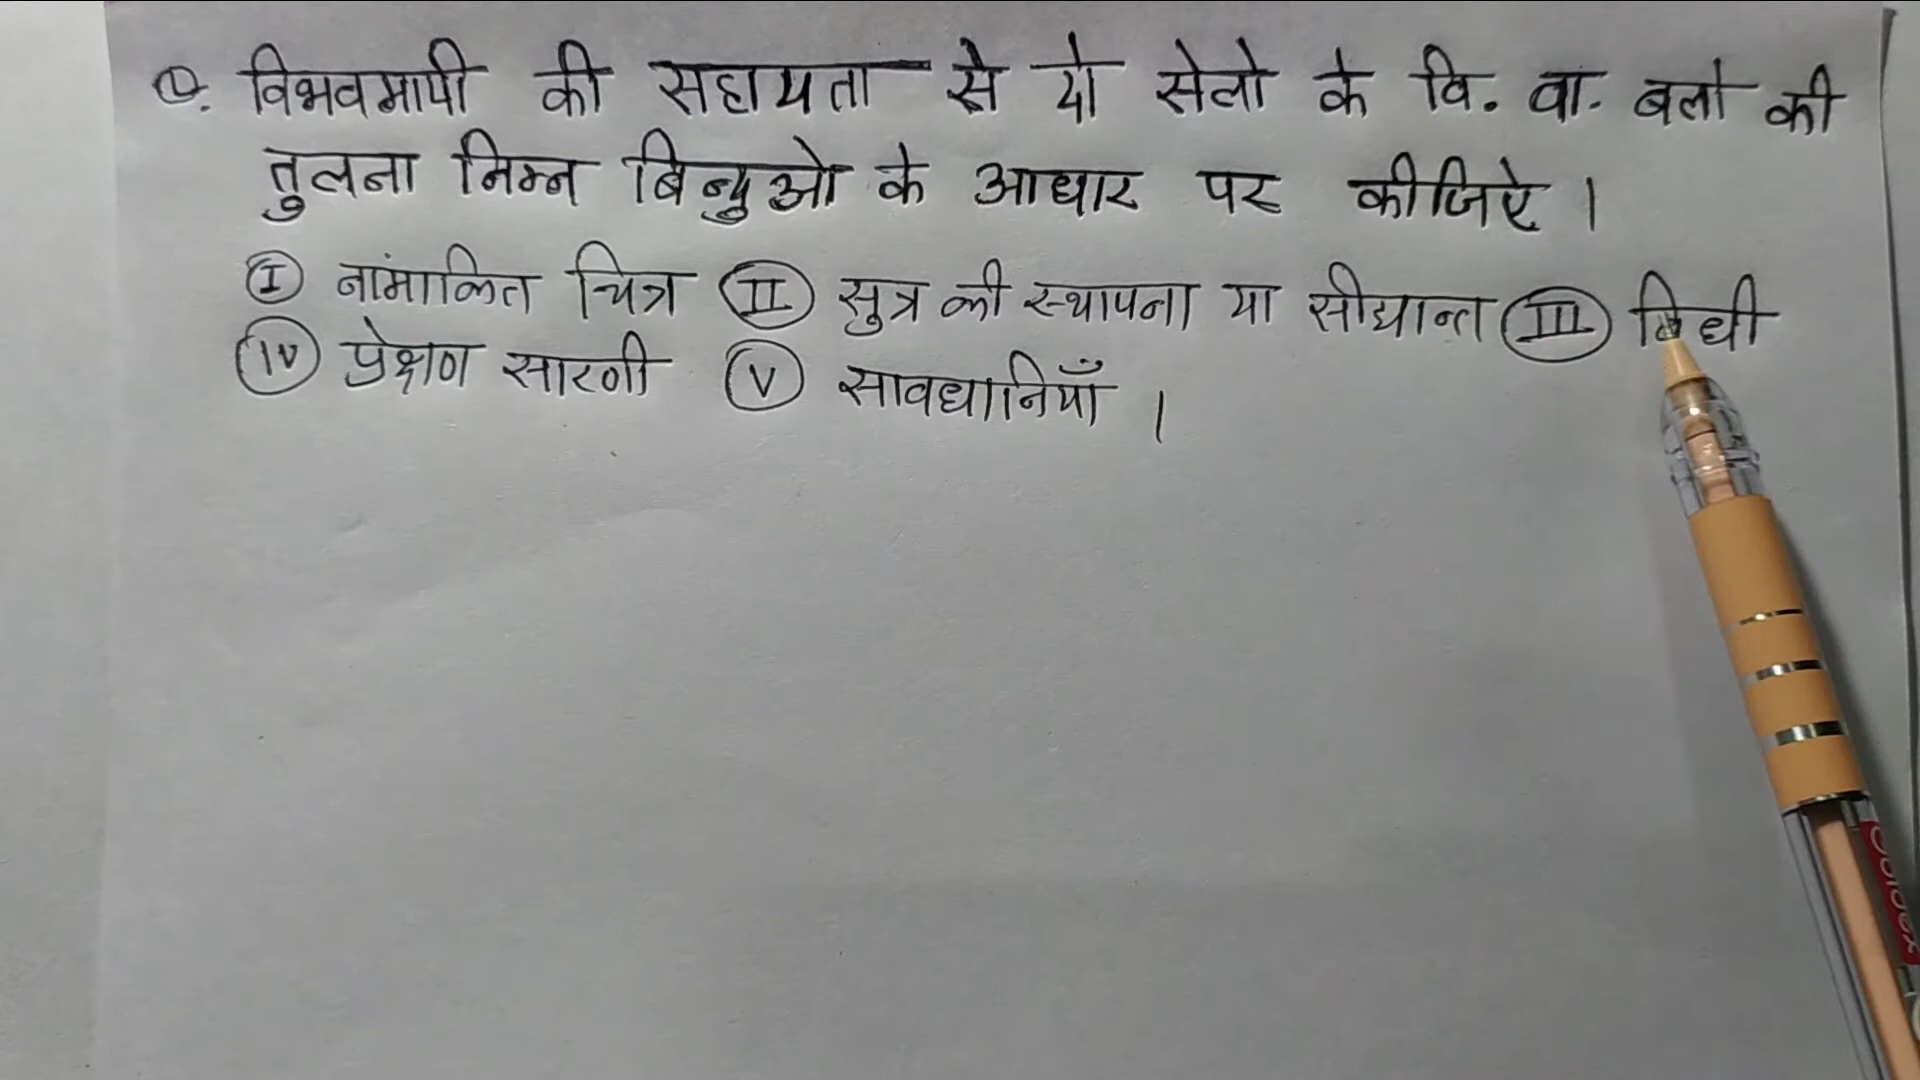 Q. विभवमापी की सहायता से दो सेलो के वि. वा. बलो की
तुलना निम्न बिन्दुओ के आधार पर कीजिऐ ।
I नांमाकित चित्र II सुत्र की स्थापना या सीद्यान्त III विधी
IV प्रेक्षण सारणी V सावधानियाँ ।